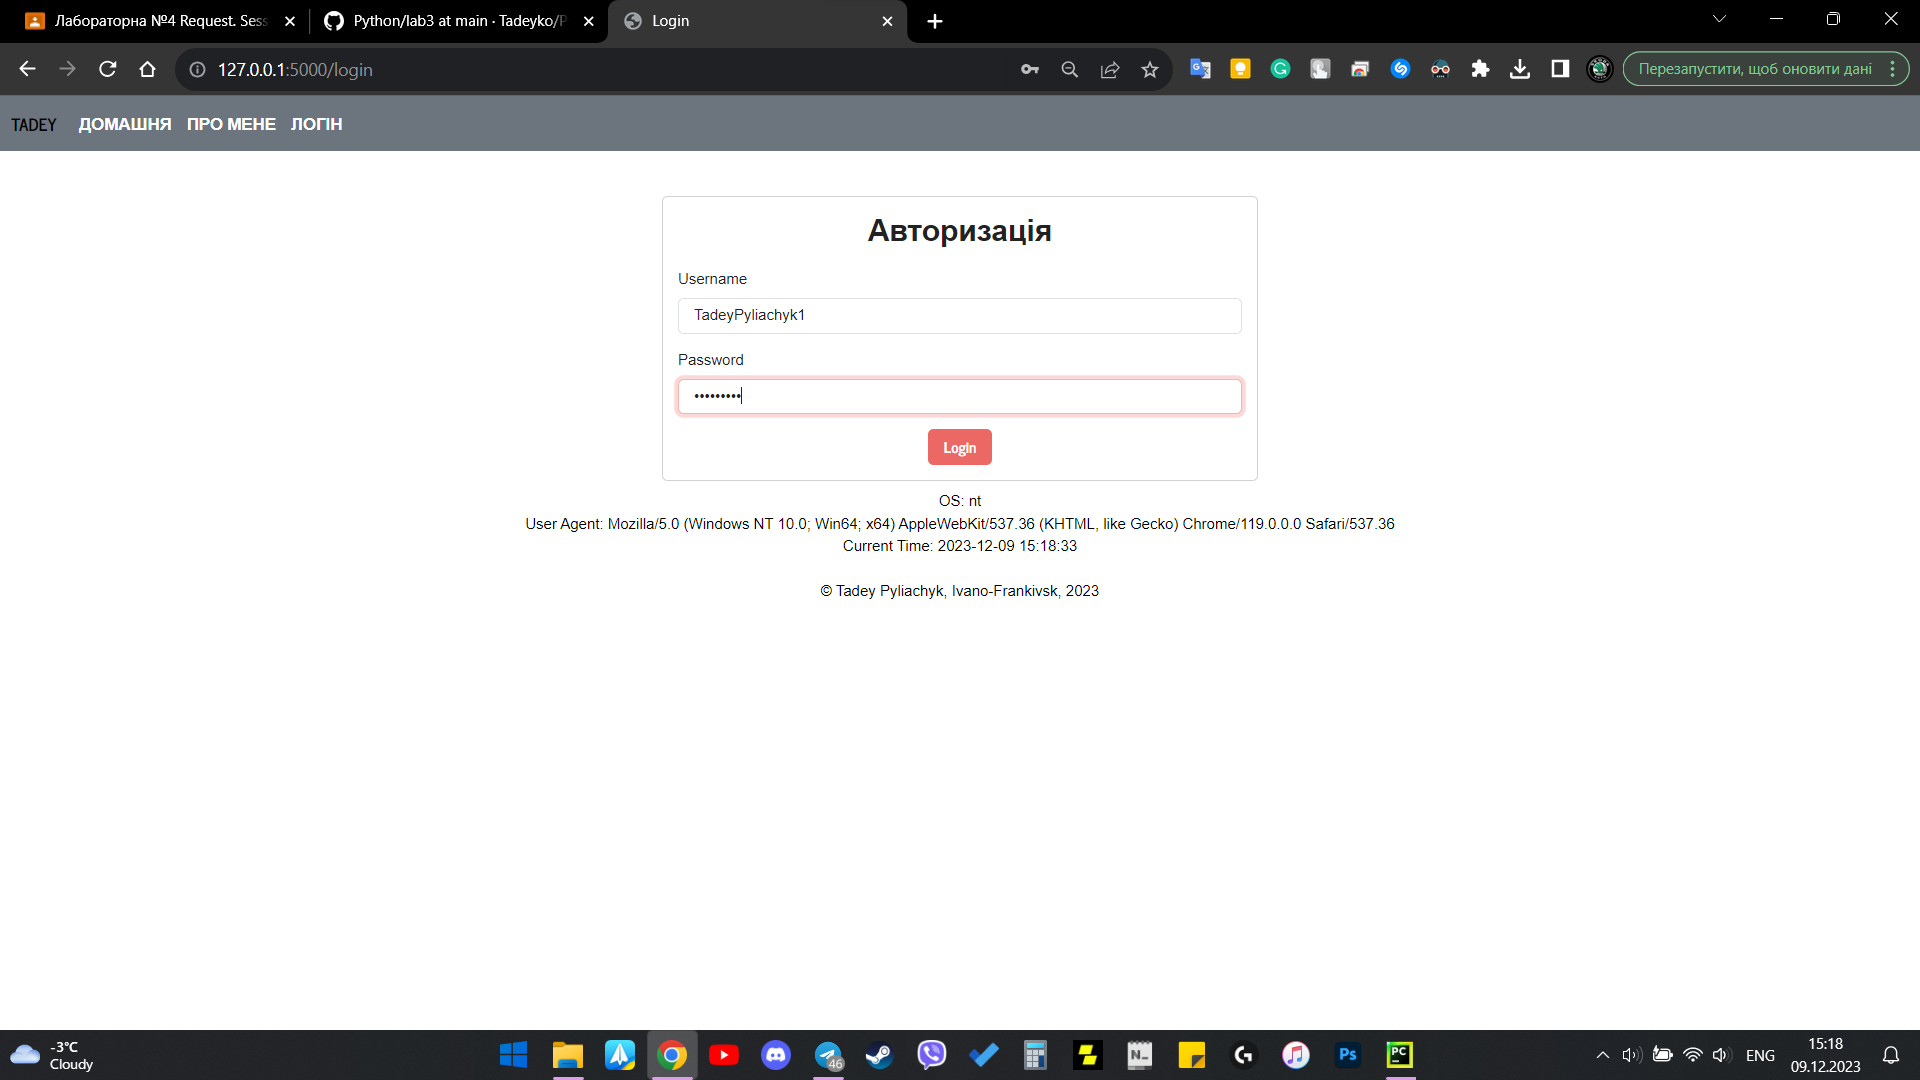 Лабораторна №4 Request. Sess
Python/lab3 at main · Tadeyko/P
Login
127.0.0.1:5000/login
Перезапустити, щоб оновити дані
TADEY ДОМАШНЯ ПРО МЕНЕ ЛОГІН
Авторизація
Username
TadeyPyliachyk1
Password
•••••••••
Login
OS: nt
User Agent: Mozilla/5.0 (Windows NT 10.0; Win64; x64) AppleWebKit/537.36 (KHTML, like Gecko) Chrome/119.0.0.0 Safari/537.36
Current Time: 2023-12-09 15:18:33
© Tadey Pyliachyk, Ivano-Frankivsk, 2023
-3°C
Cloudy
46
N
Ps
PC
ENG
15:18
09.12.2023